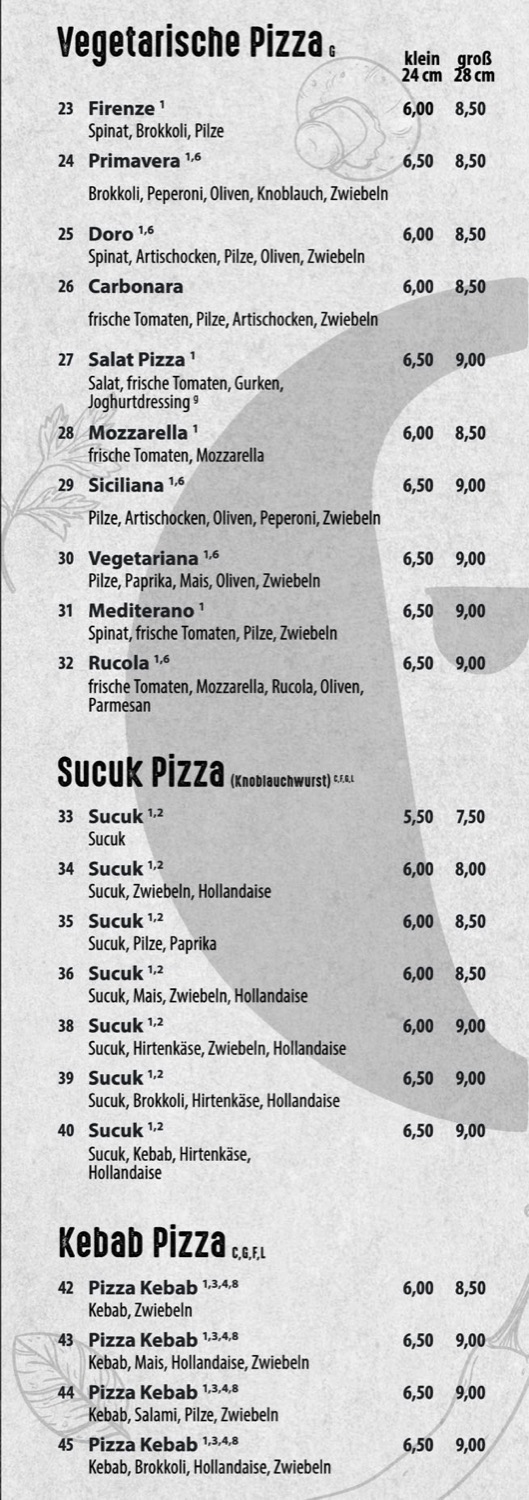 Vegetarische Pizza G
klein groß
24 cm 28 cm
23 Firenze 1 6,00 8,50
Spinat, Brokkoli, Pilze
24 Primavera 1,6 6,50 8,50
Brokkoli, Peperoni, Oliven, Knoblauch, Zwiebeln
25 Doro 1,6 6,00 8,50
Spinat, Artischocken, Pilze, Oliven, Zwiebeln
26 Carbonara 6,00 8,50
frische Tomaten, Pilze, Artischocken, Zwiebeln
27 Salat Pizza 1 6,50 9,00
Salat, frische Tomaten, Gurken,
Joghurtdressing g
28 Mozzarella 1 6,00 8,50
frische Tomaten, Mozzarella
29 Siciliana 1,6 6,50 9,00
Pilze, Artischocken, Oliven, Peperoni, Zwiebeln
30 Vegetariana 1,6 6,50 9,00
Pilze, Paprika, Mais, Oliven, Zwiebeln
31 Mediterano 1 6,50 9,00
Spinat, frische Tomaten, Pilze, Zwiebeln
32 Rucola 1,6 6,50 9,00
frische Tomaten, Mozzarella, Rucola, Oliven,
Parmesan
Sucuk Pizza (Knoblauchwurst) C,F,G,L
33 Sucuk 1,2 5,50 7,50
Sucuk
34 Sucuk 1,2 6,00 8,00
Sucuk, Zwiebeln, Hollandaise
35 Sucuk 1,2 6,00 8,50
Sucuk, Pilze, Paprika
36 Sucuk 1,2 6,00 8,50
Sucuk, Mais, Zwiebeln, Hollandaise
38 Sucuk 1,2 6,00 9,00
Sucuk, Hirtenkäse, Zwiebeln, Hollandaise
39 Sucuk 1,2 6,50 9,00
Sucuk, Brokkoli, Hirtenkäse, Hollandaise
40 Sucuk 1,2 6,50 9,00
Sucuk, Kebab, Hirtenkäse,
Hollandaise
Kebab Pizza C,G,F,L
42 Pizza Kebab 1,3,4,8 6,00 8,50
Kebab, Zwiebeln
43 Pizza Kebab 1,3,4,8 6,50 9,00
Kebab, Mais, Hollandaise, Zwiebeln
44 Pizza Kebab 1,3,4,8 6,50 9,00
Kebab, Salami, Pilze, Zwiebeln
45 Pizza Kebab 1,3,4,8 6,50 9,00
Kebab, Brokkoli, Hollandaise, Zwiebeln